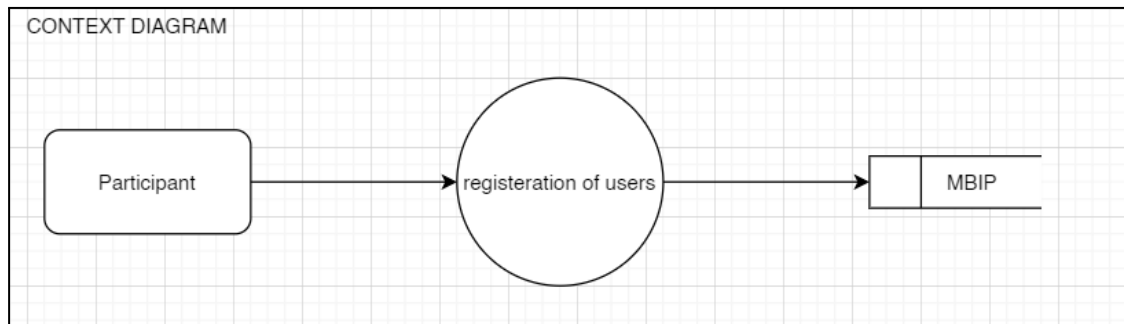 CONTEXT DIAGRAM
Participant
registeration of users
MBIP